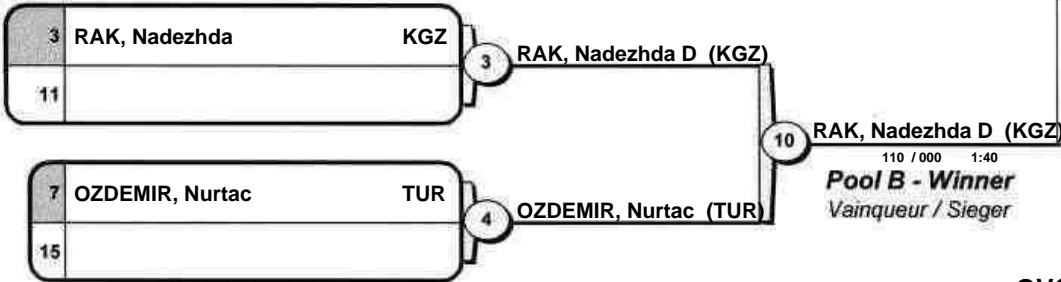 3 RAK, Nadezhda KGZ
3 RAK, Nadezhda D (KGZ)
11
10 RAK, Nadezhda D (KGZ)
110 / 000 1:40
Pool B - Winner
Vainqueur / Sieger
7 OZDEMIR, Nurtac TUR
4 OZDEMIR, Nurtac (TUR)
15